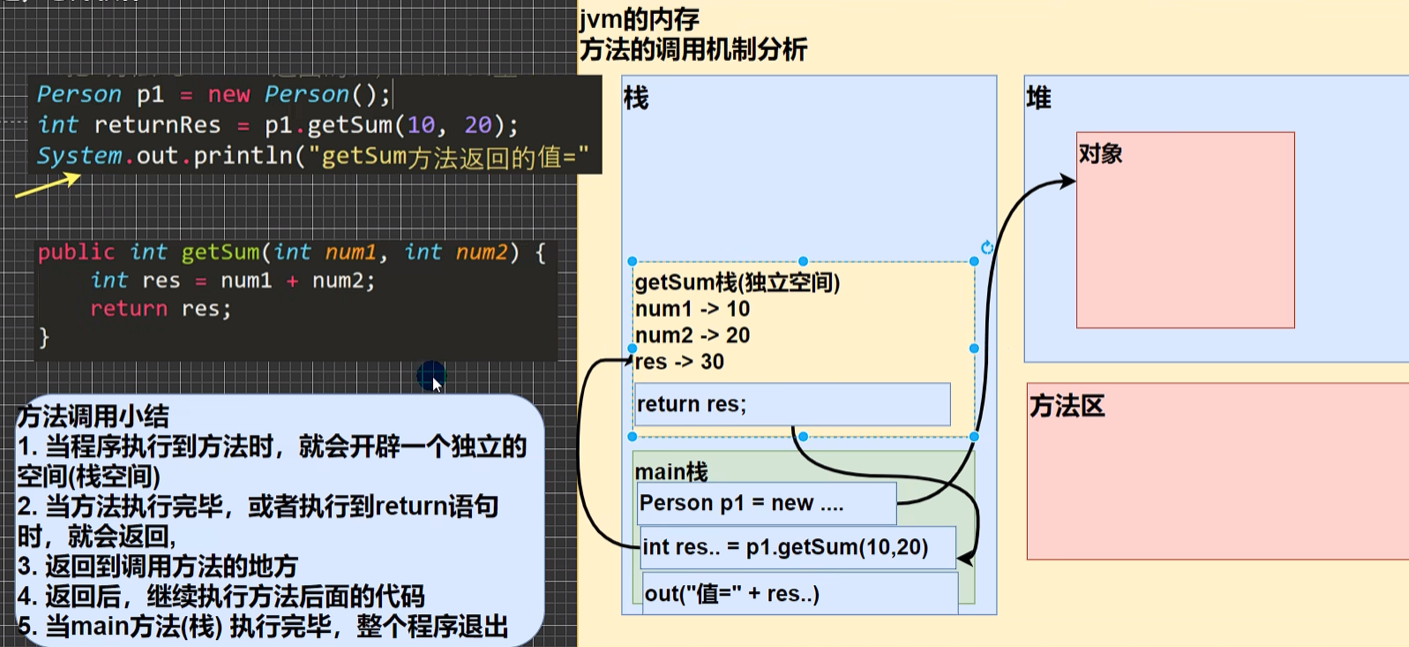 Person p1 = new Person();
int returnRes = p1.getSum(10, 20);
System.out.println("getSum方法返回的值="
public int getSum(int num1, int num2) {
int res = num1 + num2;
return res;
}
方法调用小结
1. 当程序执行到方法时，就会开辟一个独立的
空间(栈空间)
2. 当方法执行完毕，或者执行到return语句
时，就会返回,
3. 返回到调用方法的地方
4. 返回后，继续执行方法后面的代码
5. 当main方法(栈) 执行完毕，整个程序退出
jvm的内存
方法的调用机制分析
栈
getSum栈(独立空间)
num1 -> 10
num2 -> 20
res -> 30
return res;
main栈
Person p1 = new ....
int res.. = p1.getSum(10,20)
out("值=" + res..)
堆
对象
方法区